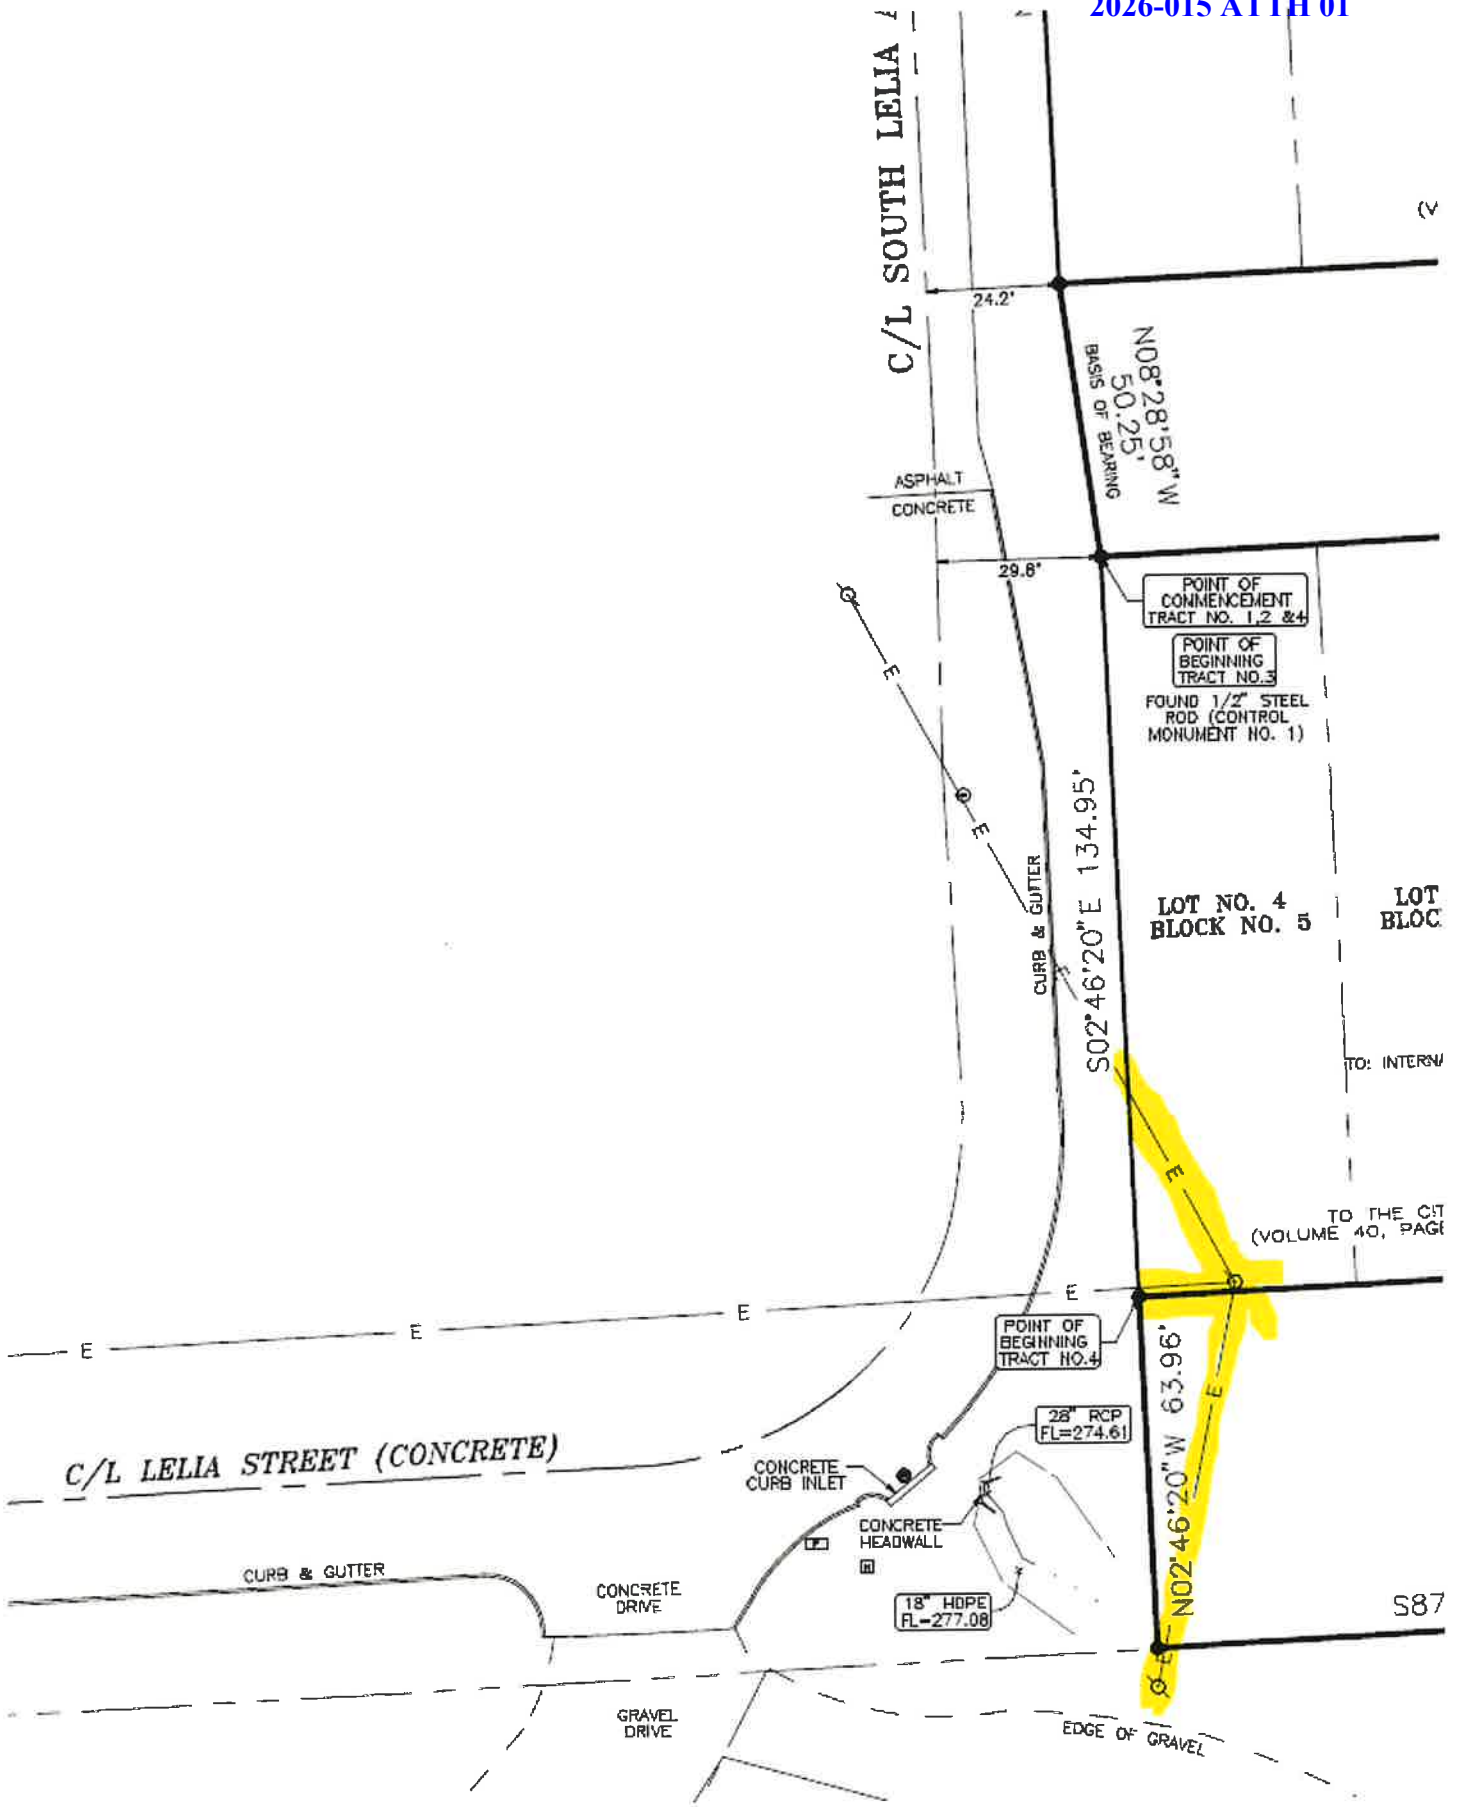 2026-015 ATTH 01
C/L SOUTH LELIA
(V
24.2'
N08°28'58"W
50.25'
BASIS OF BEARING
ASPHALT
CONCRETE
29.8'
POINT OF
COMMENCEMENT
TRACT NO. 1,2 &4
POINT OF
BEGINNING
TRACT NO.3
FOUND 1/2" STEEL
ROD (CONTROL
MONUMENT NO. 1)
E
E
CURB & GUTTER
S02°46'20"E 134.95'
LOT NO. 4
BLOCK NO. 5
LOT
BLOC
E
TO: INTERNA
E
TO THE CIT
(VOLUME 40, PAGE
E
E
E
E
POINT OF
BEGINNING
TRACT NO.4
N02°46'20"W 63.96'
E
28" RCP
FL=274.61
C/L LELIA STREET (CONCRETE)
CONCRETE
CURB INLET
CONCRETE
HEADWALL
CURB & GUTTER
CONCRETE
DRIVE
18" HDPE
FL=277.08
S87
E
GRAVEL
DRIVE
EDGE OF GRAVEL